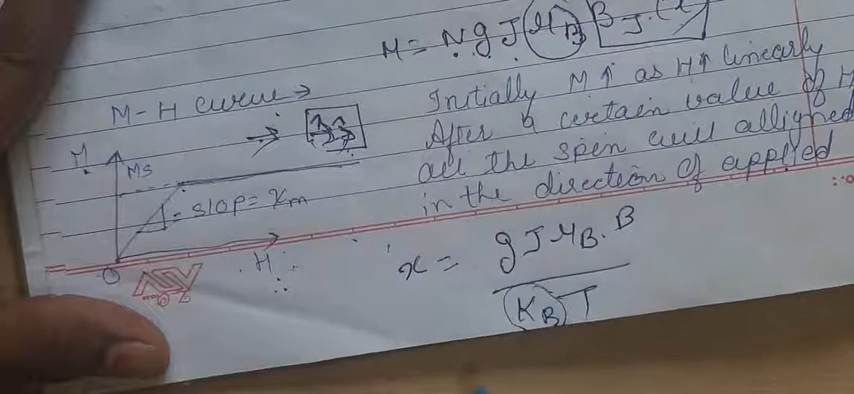 M = N g J (μB) B J (x)
M-H curve →
Initially M ↑ as H ↑ linearly
After a certain value of H
all the spin will alligned
in the direction of applied
M
Ms
slop = χm
H
O
x = g J μB . B / (KB) T